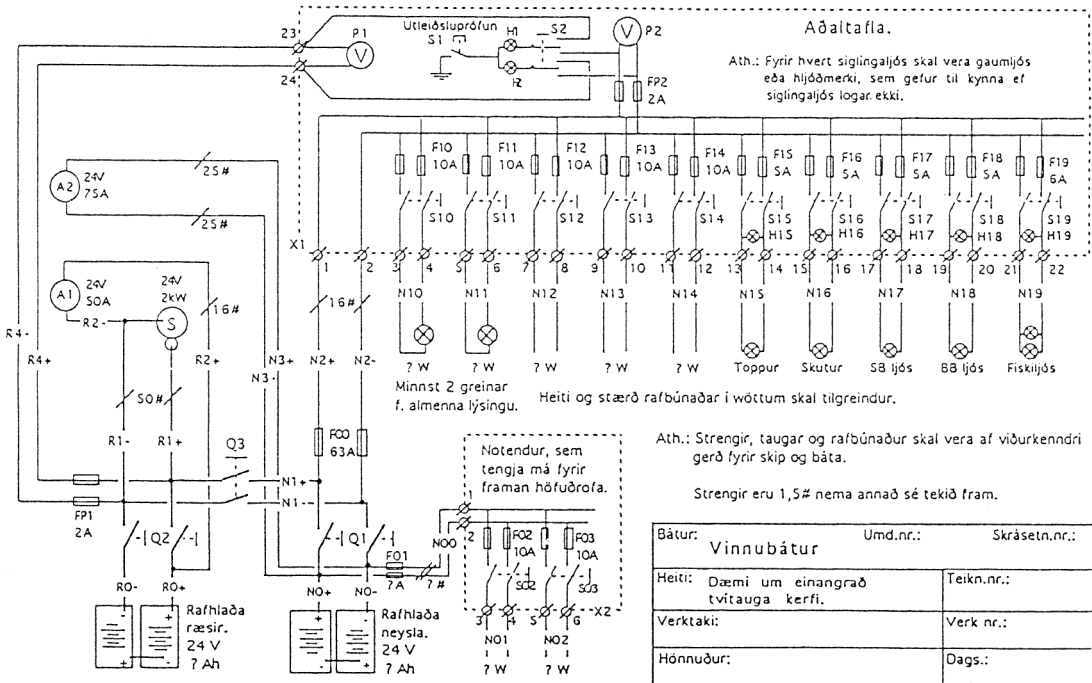 Aðaltafla.
Ath.: Fyrir hvert siglingaljós skal vera gaumljós
eða hljóðmerki, sem gefur til kynna ef
siglingaljós logar ekki.
Útleiðsluprófun
S1
H1
H2
S2
P1
V
P2
V
FP2
2A
23
24
F10
10A
F11
10A
F12
10A
F13
10A
F14
10A
F15
5A
F16
5A
F17
5A
F18
5A
F19
6A
S10
S11
S12
S13
S14
S15
S16
S17
S18
S19
H15
H16
H17
H18
H19
X1
1
2
3
4
5
6
7
8
9
10
11
12
13
14
15
16
17
18
19
20
21
22
N10
N11
N12
N13
N14
N15
N16
N17
N18
N19
? W
? W
? W
? W
? W
Toppur
Skutur
SB ljós
BB ljós
Fiskiljós
Minnst 2 greinar
f. almenna lýsingu.
Heiti og stærð rafbúnaðar i wöttum skal tilgreindur.
A2
24V
75A
25#
25#
A1
24V
50A
24V
2kW
S
R2-
16#
R2+
16#
R4-
R4+
N3+
N3-
N2+
N2-
50#
R1-
R1+
Q3
F00
63A
N1+
N1-
FP1
2A
Q2
Q1
F01
? A
? #
N00
R0-
R0+
N0+
N0-
+
-
+
-
+
-
+
-
Rafhlaða
ræsir.
24 V
? Ah
Rafhlaða
neysla.
24 V
? Ah
Notendur, sem
tengja má fyrir
framan höfuðrofa.
1
2
F02
10A
F03
10A
S02
S03
X2
3
4
5
6
N01
N02
? W
? W
Ath.: Strengir, taugar og rafbúnaður skal vera af viðurkenndri
gerð fyrir skip og báta.
Strengir eru 1,5# nema annað sé tekið fram.
Bátur: Vinnubátur
Umd.nr.:
Skrásetn.nr.:
Heiti: Dæmi um einangrað
tvítauga kerfi.
Teikn.nr.:
Verktaki:
Verk nr.:
Hönnuður:
Dags.: